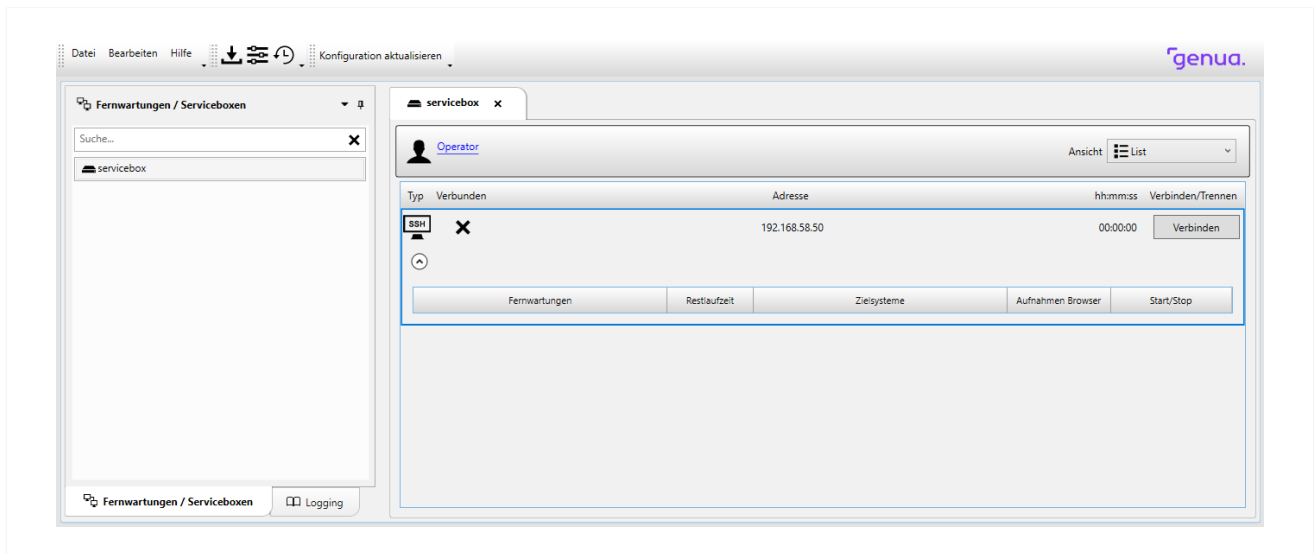 Datei Bearbeiten Hilfe Konfiguration aktualisieren genua.
Fernwartungen / Serviceboxen
Suche...
servicebox
Fernwartungen / Serviceboxen Logging
servicebox x
Operator Ansicht List
Typ Verbunden Adresse hh:mm:ss Verbinden/Trennen
SSH 192.168.58.50 00:00:00 Verbinden
Fernwartungen Restlaufzeit Zielsysteme Aufnahmen Browser Start/Stop